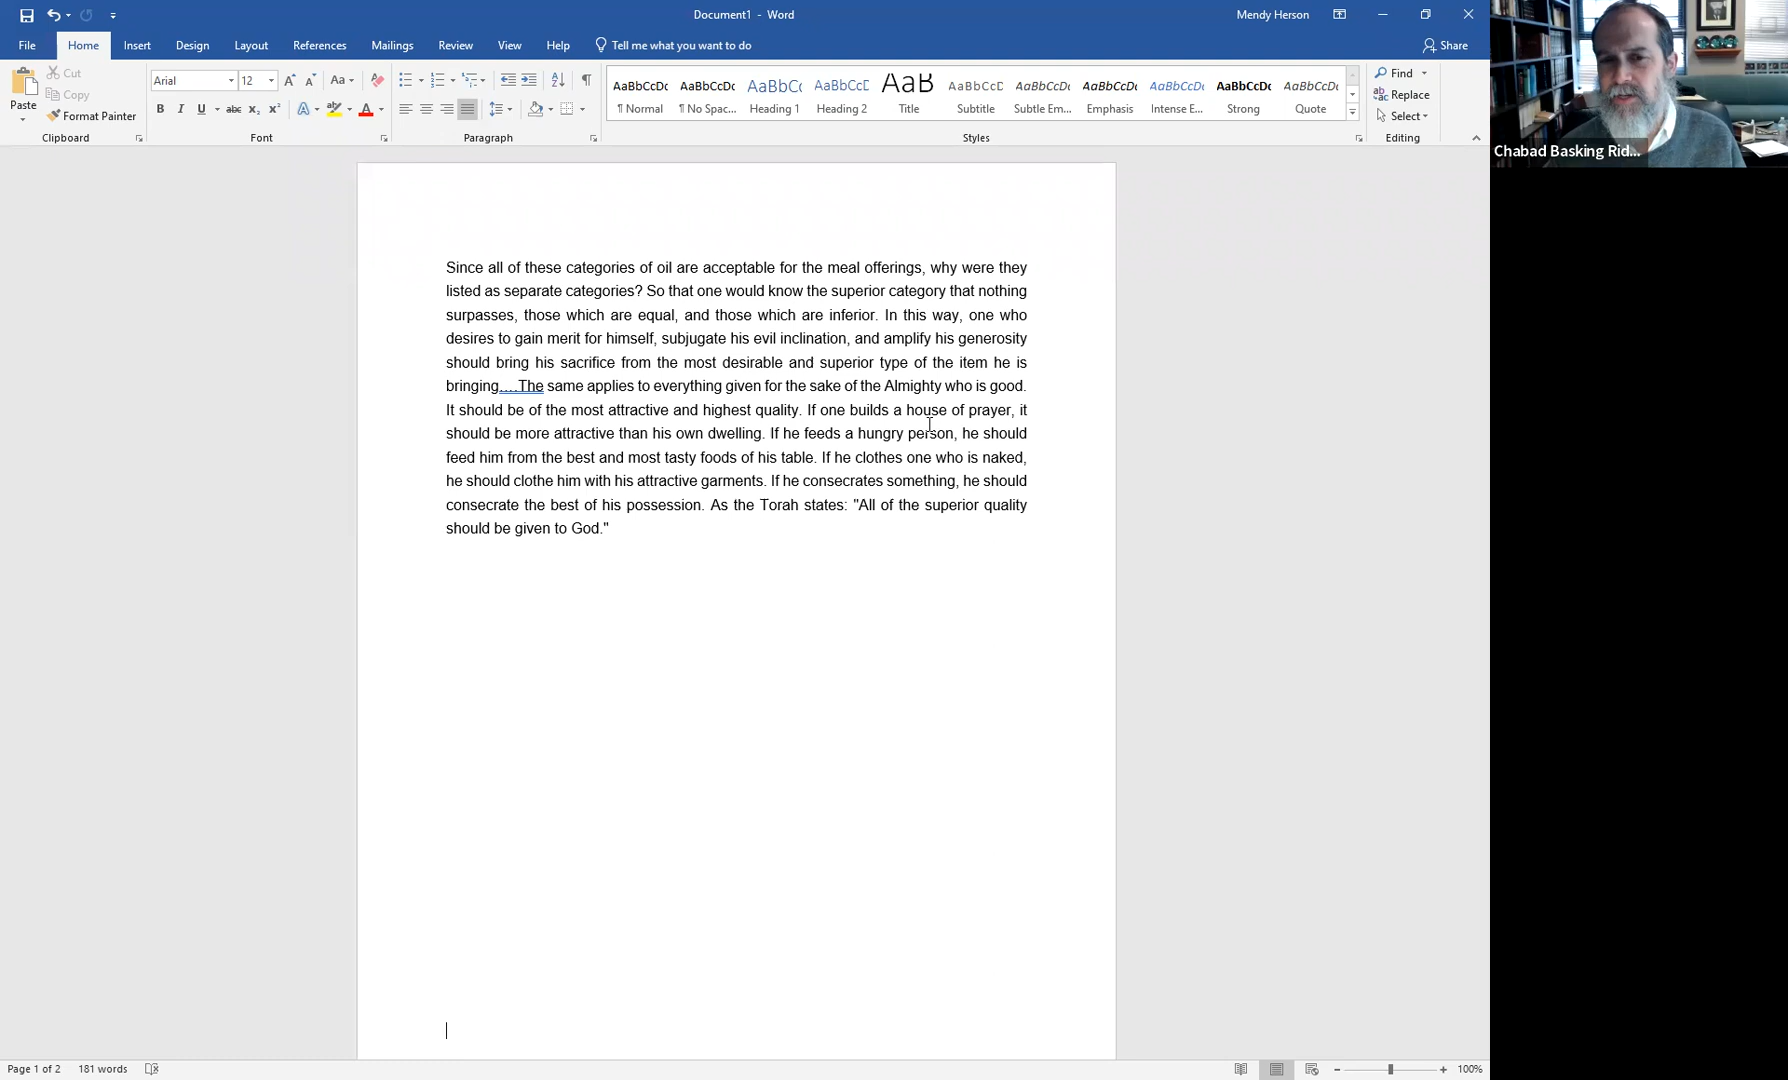 Document1 - Word
Mendy Herson
File Home Insert Design Layout References Mailings Review View Help Tell me what you want to do Share
Paste
Cut
Copy
Format Painter
Clipboard
Arial 12
Font
Paragraph
AaBbCcDc AaBbCcDc AaBbCc AaBbCcD AaB AaBbCcD AaBbCcDc AaBbCcDc AaBbCcDc AaBbCcDc AaBbCcDc
¶ Normal ¶ No Spac... Heading 1 Heading 2 Title Subtitle Subtle Em... Emphasis Intense E... Strong Quote
Styles
Find
Replace
Select
Editing
Chabad Basking Rid...
Since all of these categories of oil are acceptable for the meal offerings, why were they
listed as separate categories? So that one would know the superior category that nothing
surpasses, those which are equal, and those which are inferior. In this way, one who
desires to gain merit for himself, subjugate his evil inclination, and amplify his generosity
should bring his sacrifice from the most desirable and superior type of the item he is
bringing....The same applies to everything given for the sake of the Almighty who is good.
It should be of the most attractive and highest quality. If one builds a house of prayer, it
should be more attractive than his own dwelling. If he feeds a hungry person, he should
feed him from the best and most tasty foods of his table. If he clothes one who is naked,
he should clothe him with his attractive garments. If he consecrates something, he should
consecrate the best of his possession. As the Torah states: "All of the superior quality
should be given to God."
Page 1 of 2 181 words
100%